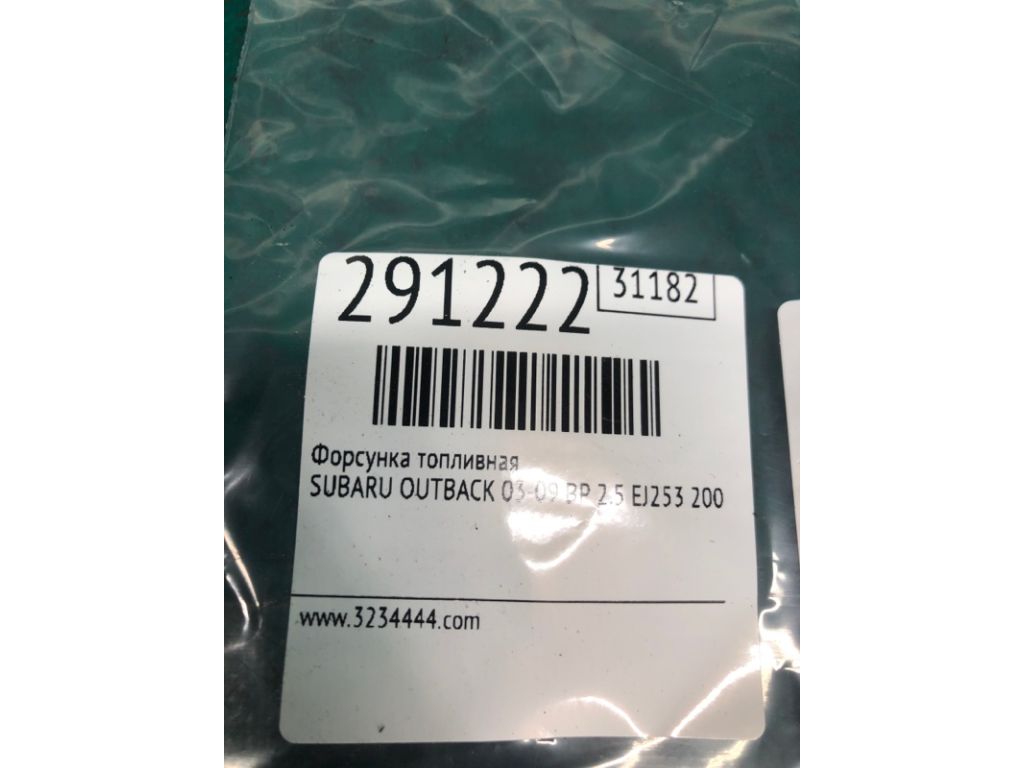 291222
31182
Форсунка топливная
SUBARU OUTBACK 03-09 BP 2.5 EJ253 200
www.3234444.com